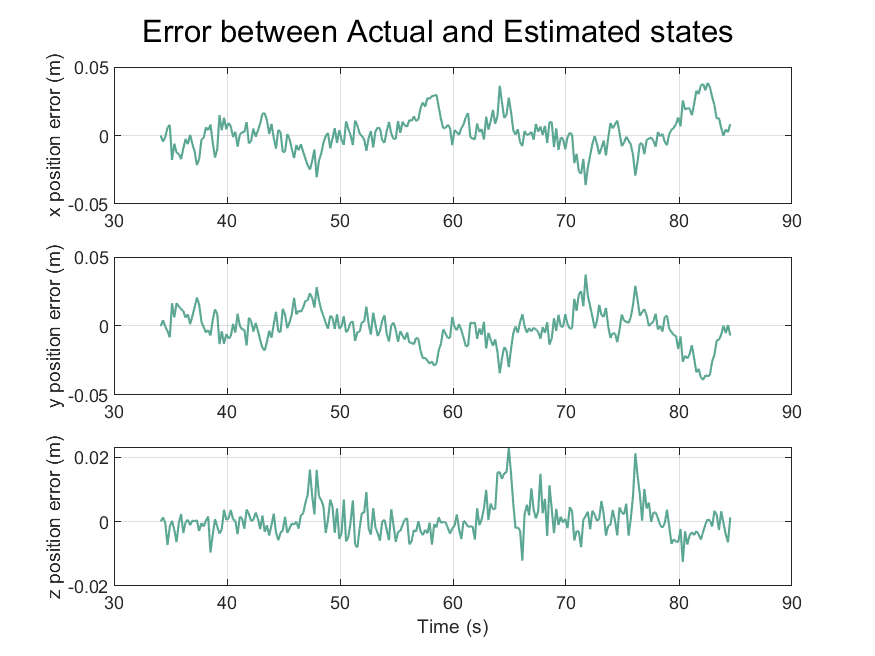 Error between Actual and Estimated states
x position error (m)
0.05
0
-0.05
30 40 50 60 70 80 90
y position error (m)
0.05
0
-0.05
30 40 50 60 70 80 90
z position error (m)
0.02
0
-0.02
30 40 50 60 70 80 90
Time (s)